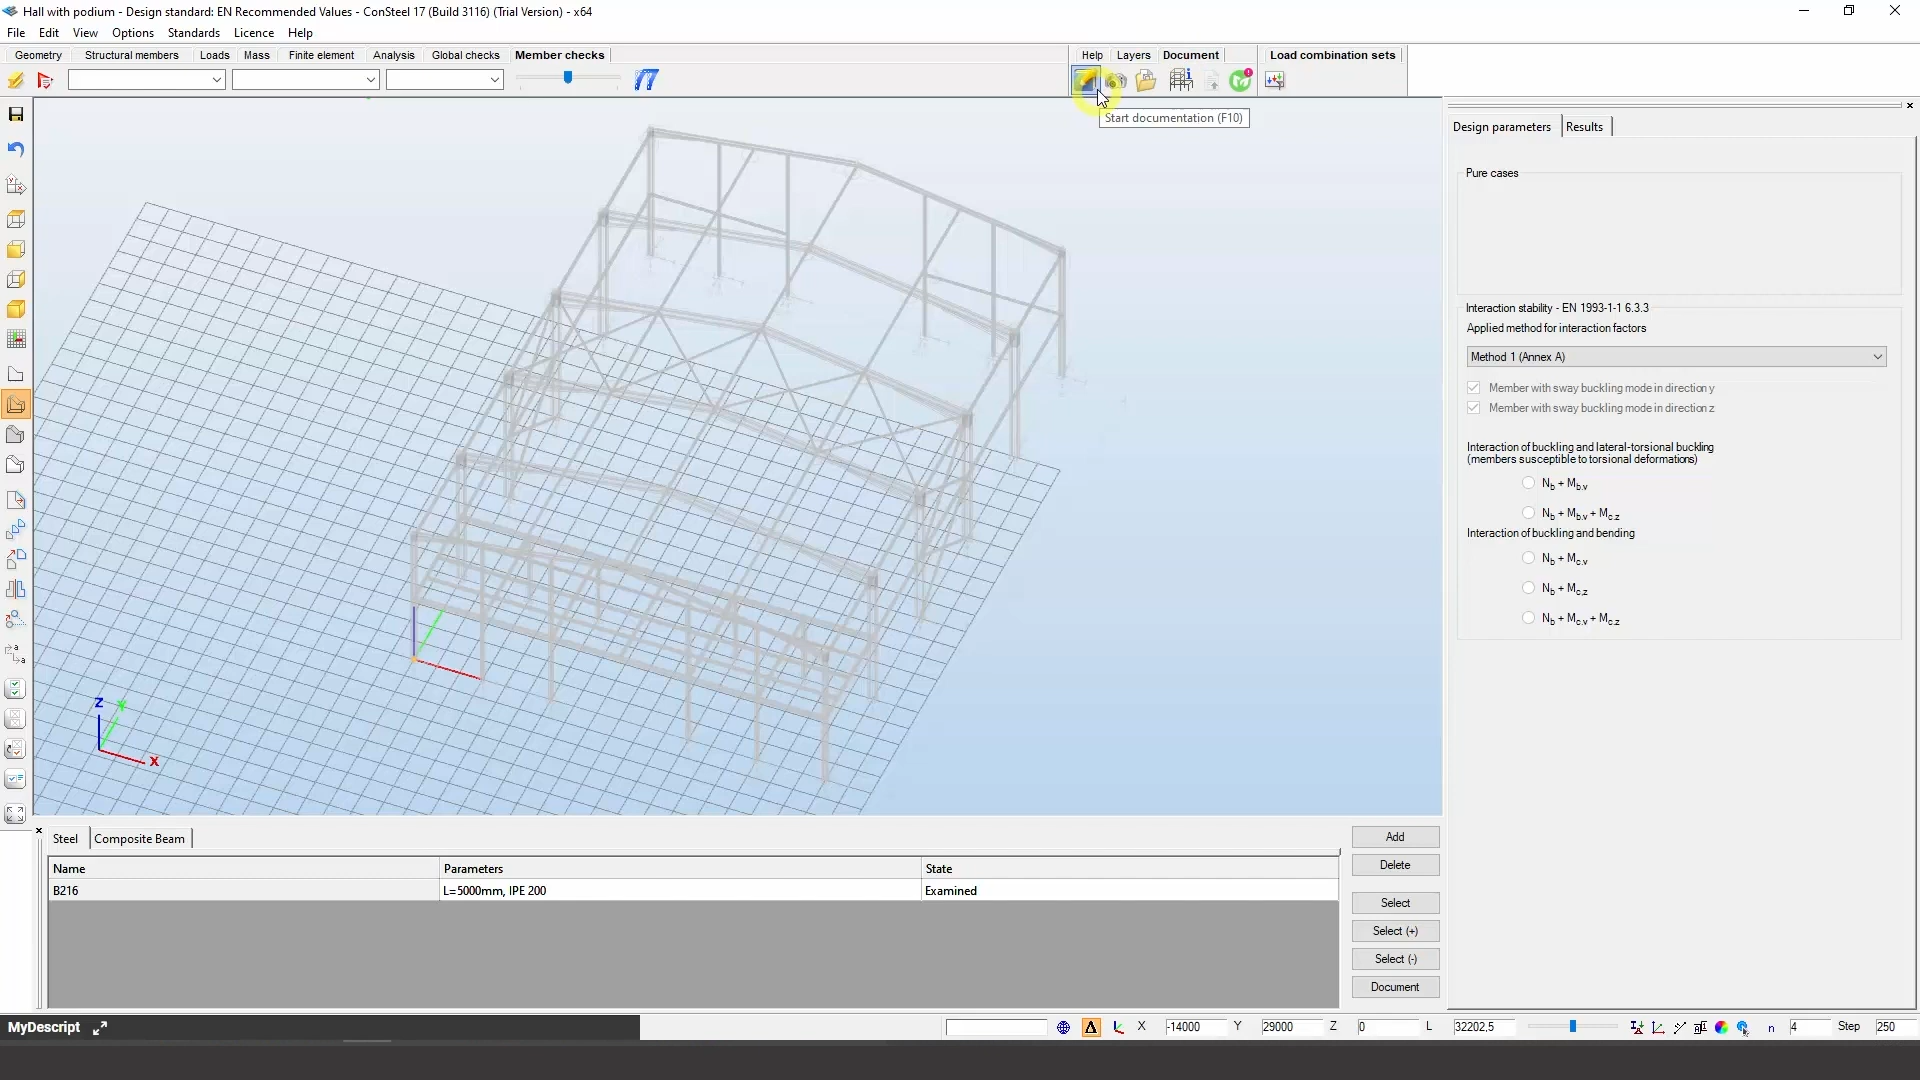 Hall with podium - Design standard: EN Recommended Values - ConSteel 17 (Build 3116) (Trial Version) - x64
File Edit View Options Standards Licence Help
Geometry Structural members Loads Mass Finite element Analysis Global checks Member checks Help Layers Document Load combination sets
Start documentation (F10)
Design parameters Results
Pure cases
Interaction stability - EN 1993-1-1 6.3.3
Applied method for interaction factors
Method 1 (Annex A)
Member with sway buckling mode in direction y
Member with sway buckling mode in direction z
Interaction of buckling and lateral-torsional buckling
(members susceptible to torsional deformations)
Nb + Mb.v
Nb + Mb.v + Mc.z
Interaction of buckling and bending
Nb + Mc.v
Nb + Mc.z
Nb + Mc.v + Mc.z
Z Y
X
Steel Composite Beam
Name Parameters State
B216 L=5000mm, IPE 200 Examined
Add
Delete
Select
Select (+)
Select (-)
Document
MyDescript
X -14000 Y 29000 Z 0 L 32202,5 n 4 Step 250